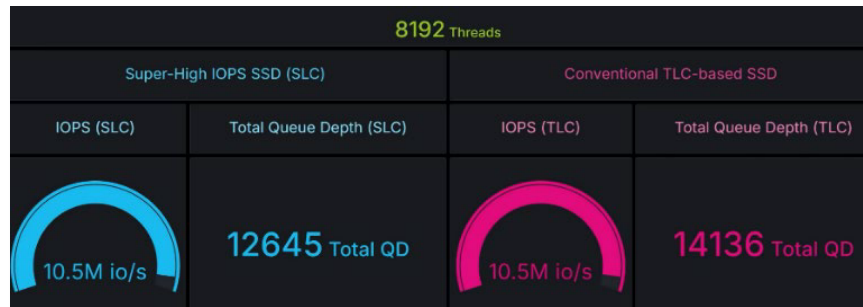 8192 Threads
Super-High IOPS SSD (SLC)
Conventional TLC-based SSD
IOPS (SLC)
Total Queue Depth (SLC)
IOPS (TLC)
Total Queue Depth (TLC)
10.5M io/s
12645 Total QD
10.5M io/s
14136 Total QD